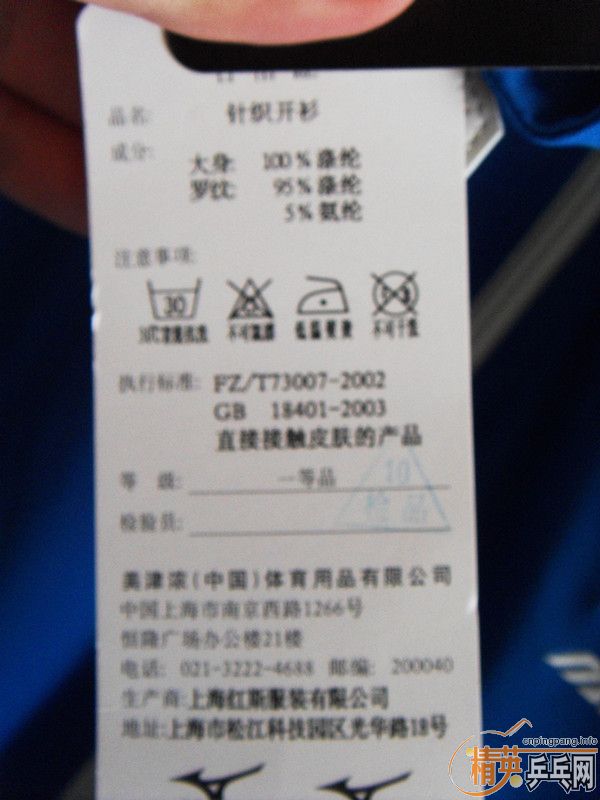 品名: 针织开衫
成分:
大身: 100%涤纶
罗纹: 95%涤纶
5%氨纶
注意事项:
30
不可氯漂 低温熨烫 不可干洗
执行标准: FZ/T73007-2002
GB 18401-2003
直接接触皮肤的产品
等 级: 一等品
检验员:
10
检品
美津浓(中国)体育用品有限公司
中国上海市南京西路1266号
恒隆广场办公楼21楼
电话: 021-3222-4688 邮编: 200040
生产商:上海红斯服装有限公司
地址:上海市松江科技园区光华路18号
cnpingpang.info
精英乒乓网